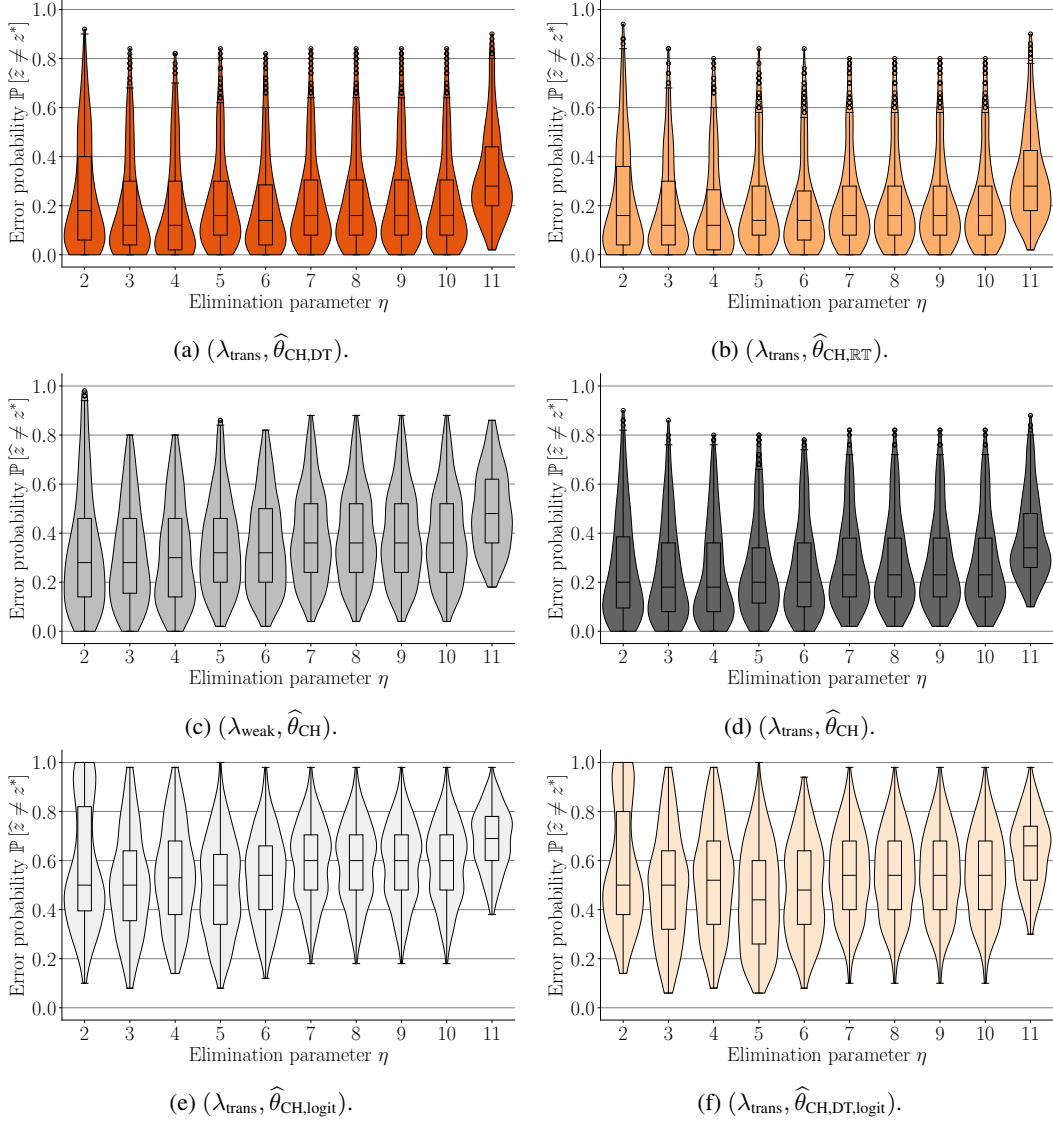 1.0
0.8
0.6
0.4
0.2
0.0
Error probability ℙ [ẑ ≠ z*]
2 3 4 5 6 7 8 9 10 11
Elimination parameter η
(a) (λ_trans, θ̂_CH,DT).
1.0
0.8
0.6
0.4
0.2
0.0
Error probability ℙ [ẑ ≠ z*]
2 3 4 5 6 7 8 9 10 11
Elimination parameter η
(b) (λ_trans, θ̂_CH,ℝ𝕋).
1.0
0.8
0.6
0.4
0.2
0.0
Error probability ℙ [ẑ ≠ z*]
2 3 4 5 6 7 8 9 10 11
Elimination parameter η
(c) (λ_weak, θ̂_CH).
1.0
0.8
0.6
0.4
0.2
0.0
Error probability ℙ [ẑ ≠ z*]
2 3 4 5 6 7 8 9 10 11
Elimination parameter η
(d) (λ_trans, θ̂_CH).
1.0
0.8
0.6
0.4
0.2
0.0
Error probability ℙ [ẑ ≠ z*]
2 3 4 5 6 7 8 9 10 11
Elimination parameter η
(e) (λ_trans, θ̂_CH,logit).
1.0
0.8
0.6
0.4
0.2
0.0
Error probability ℙ [ẑ ≠ z*]
2 3 4 5 6 7 8 9 10 11
Elimination parameter η
(f) (λ_trans, θ̂_CH,DT,logit).